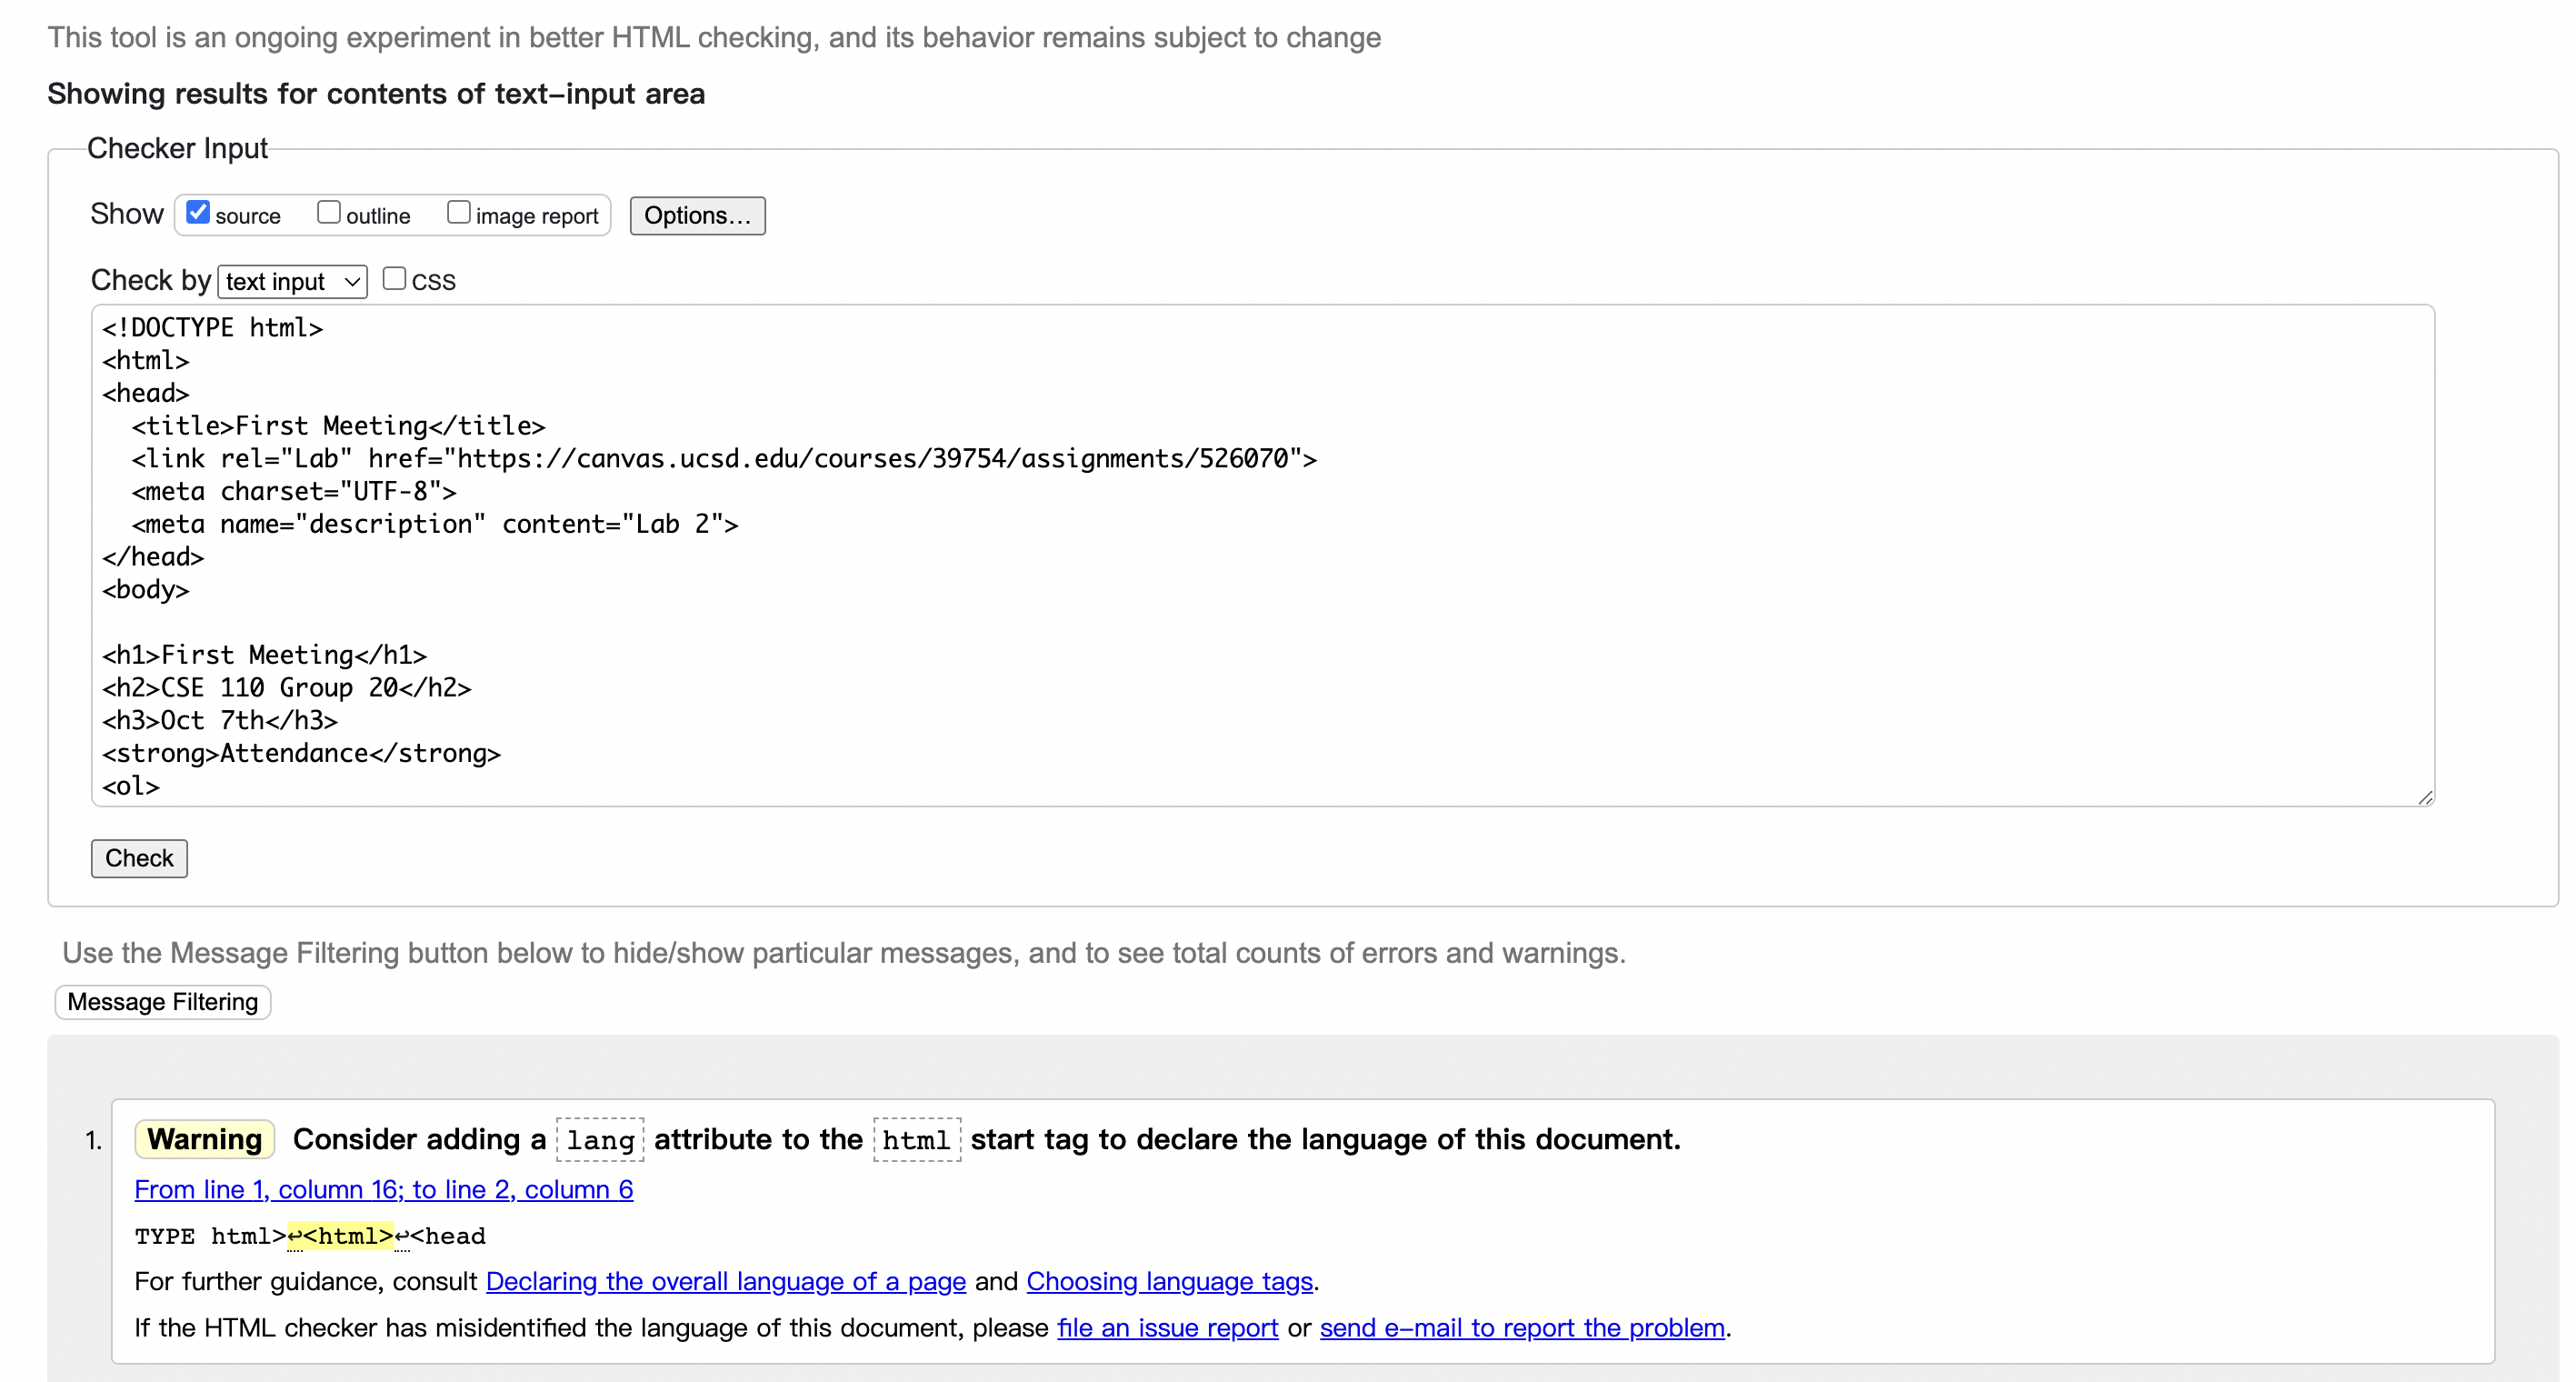 This tool is an ongoing experiment in better HTML checking, and its behavior remains subject to change
Showing results for contents of text-input area
Checker Input
Show source outline image report Options...
Check by text input CSS
<!DOCTYPE html>
<html>
<head>
  <title>First Meeting</title>
  <link rel="Lab" href="https://canvas.ucsd.edu/courses/39754/assignments/526070">
  <meta charset="UTF-8">
  <meta name="description" content="Lab 2">
</head>
<body>
<h1>First Meeting</h1>
<h2>CSE 110 Group 20</h2>
<h3>Oct 7th</h3>
<strong>Attendance</strong>
<ol>
Check
Use the Message Filtering button below to hide/show particular messages, and to see total counts of errors and warnings.
Message Filtering
1. Warning Consider adding a lang attribute to the html start tag to declare the language of this document.
From line 1, column 16; to line 2, column 6
TYPE html>↩<html>↩<head
For further guidance, consult Declaring the overall language of a page and Choosing language tags.
If the HTML checker has misidentified the language of this document, please file an issue report or send e-mail to report the problem.